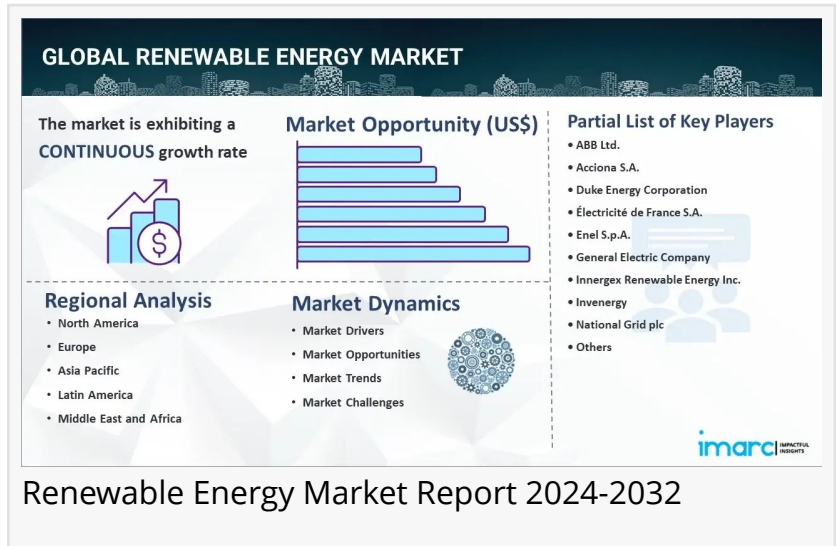 GLOBAL RENEWABLE ENERGY MARKET
The market is exhibiting a
CONTINUOUS growth rate
$
Market Opportunity (US$)
Regional Analysis
• North America
• Europe
• Asia Pacific
• Latin America
• Middle East and Africa
Market Dynamics
• Market Drivers
• Market Opportunities
• Market Trends
• Market Challenges
Partial List of Key Players
• ABB Ltd.
• Acciona S.A.
• Duke Energy Corporation
• Électricité de France S.A.
• Enel S.p.A.
• General Electric Company
• Innergex Renewable Energy Inc.
• Invenergy
• National Grid plc
• Others
imarc
IMPACTFUL
INSIGHTS
Renewable Energy Market Report 2024-2032